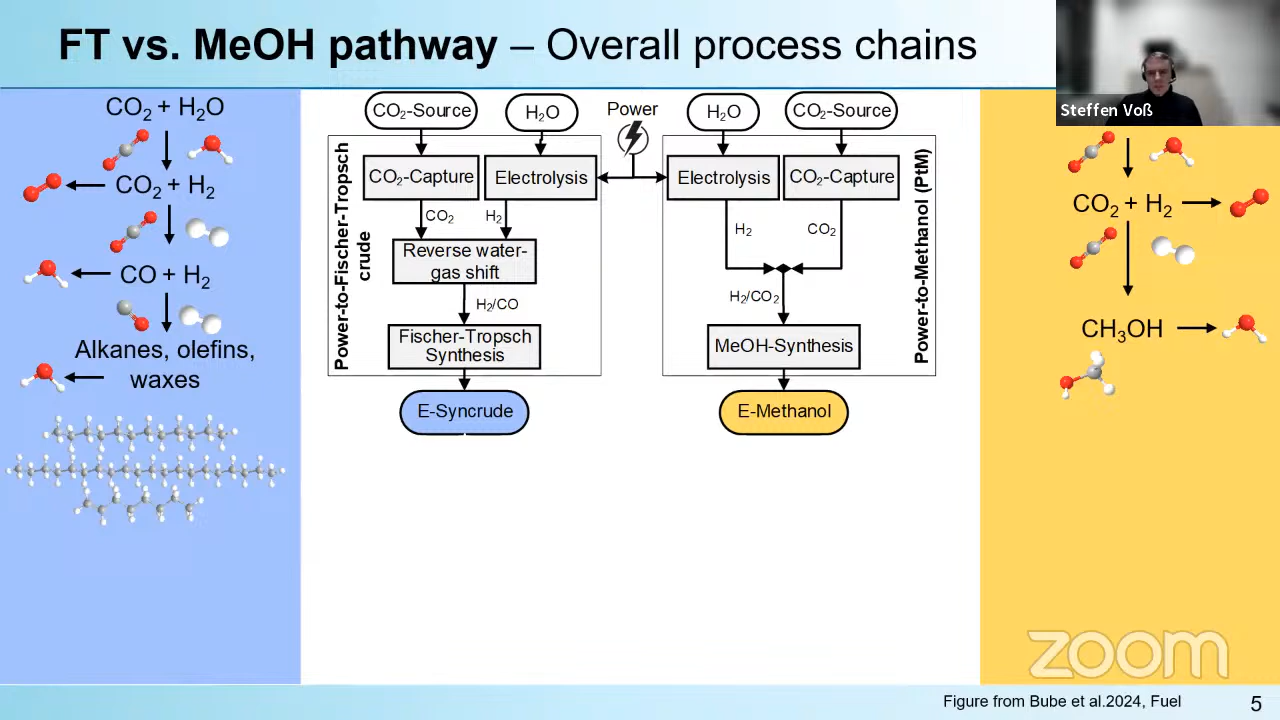 FT vs. MeOH pathway – Overall process chains
Steffen Voß
CO₂ + H₂O
CO₂ + H₂
CO + H₂
Alkanes, olefins,
waxes
CO₂-Source
H₂O
Power
H₂O
CO₂-Source
Power-to-Fischer-Tropsch
crude
CO₂-Capture
Electrolysis
Electrolysis
CO₂-Capture
Power-to-Methanol (PtM)
CO₂
H₂
H₂
CO₂
Reverse water-
gas shift
H₂/CO
H₂/CO₂
Fischer-Tropsch
Synthesis
MeOH-Synthesis
E-Syncrude
E-Methanol
CO₂ + H₂
CH₃OH
zoom
Figure from Bube et al.2024, Fuel
5